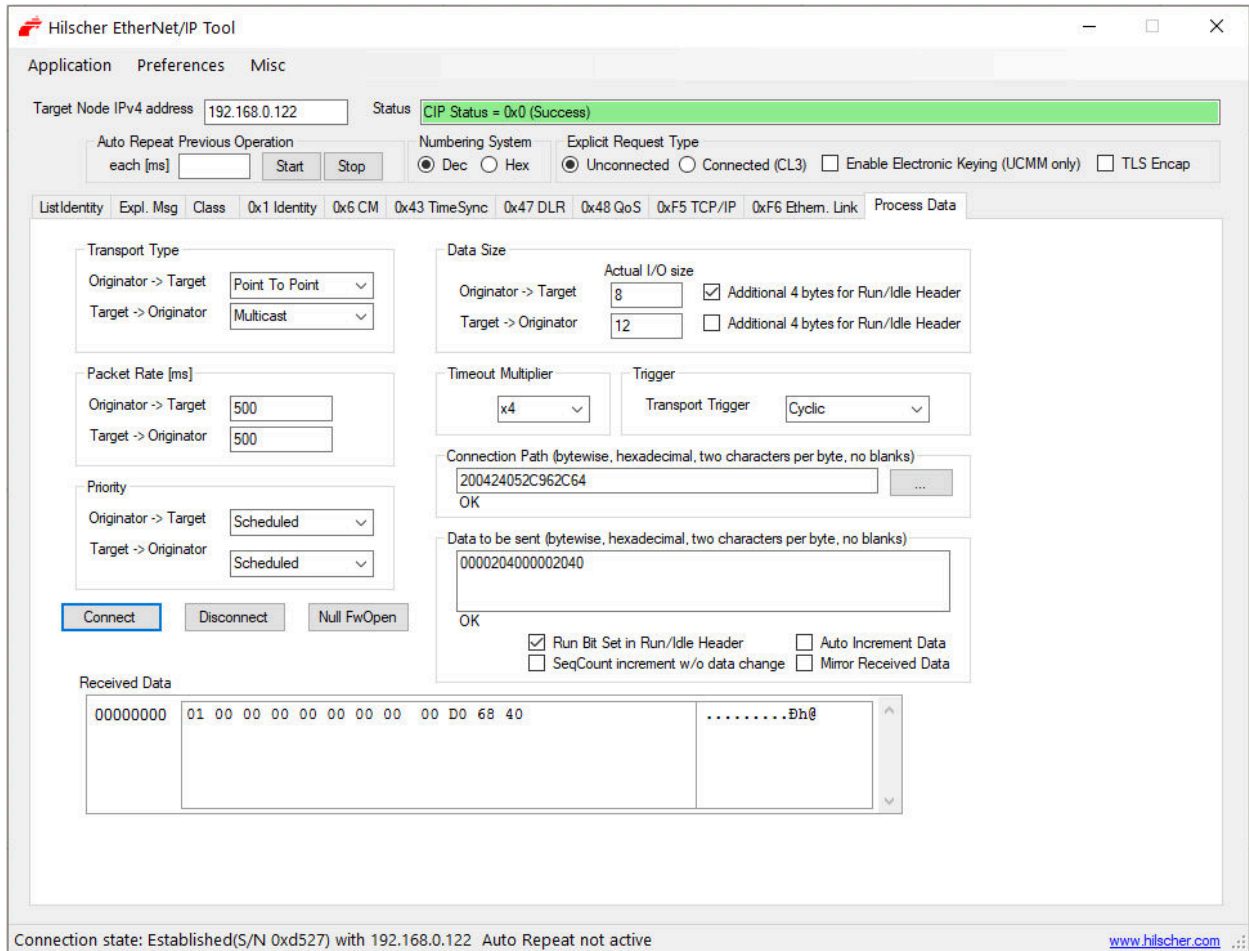 Hilscher EtherNet/IP Tool
Application Preferences Misc
Target Node IPv4 address 192.168.0.122 Status CIP Status = 0x0 (Success)
Auto Repeat Previous Operation Numbering System Explicit Request Type
each [ms] Start Stop Dec Hex Unconnected Connected (CL3) Enable Electronic Keying (UCMM only) TLS Encap
ListIdentity Expl. Msg Class 0x1 Identity 0x6 CM 0x43 TimeSync 0x47 DLR 0x48 QoS 0xF5 TCP/IP 0xF6 Ethern. Link Process Data
Transport Type
Originator -> Target Point To Point
Target -> Originator Multicast
Data Size
Actual I/O size
Originator -> Target 8 Additional 4 bytes for Run/Idle Header
Target -> Originator 12 Additional 4 bytes for Run/Idle Header
Packet Rate [ms]
Originator -> Target 500
Target -> Originator 500
Timeout Multiplier
x4
Trigger
Transport Trigger Cyclic
Connection Path (bytewise, hexadecimal, two characters per byte, no blanks)
200424052C962C64 ...
OK
Priority
Originator -> Target Scheduled
Target -> Originator Scheduled
Data to be sent (bytewise, hexadecimal, two characters per byte, no blanks)
0000204000002040
OK
Run Bit Set in Run/Idle Header Auto Increment Data
SeqCount increment w/o data change Mirror Received Data
Connect Disconnect Null FwOpen
Received Data
00000000 01 00 00 00 00 00 00 00 00 D0 68 40 .........Ðh@
Connection state: Established(S/N 0xd527) with 192.168.0.122 Auto Repeat not active www.hilscher.com